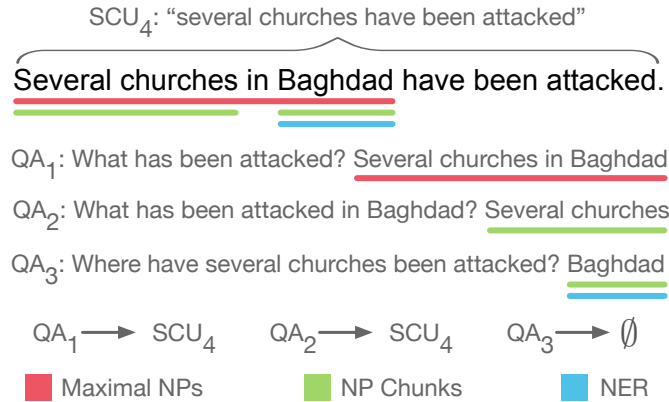 SCU4: “several churches have been attacked”
Several churches in Baghdad have been attacked.
QA1: What has been attacked? Several churches in Baghdad
QA2: What has been attacked in Baghdad? Several churches
QA3: Where have several churches been attacked? Baghdad
QA1 → SCU4 QA2 → SCU4 QA3 → ∅
Maximal NPs NP Chunks NER